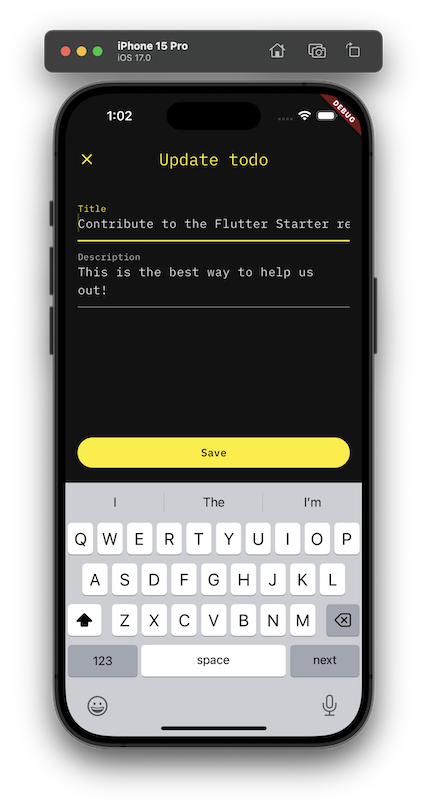 iPhone 15 Pro
iOS 17.0
1:02
DEBUG
Update todo
Title
Contribute to the Flutter Starter re
Description
This is the best way to help us
out!
Save
I The I'm
Q W E R T Y U I O P
A S D F G H J K L
Z X C V B N M
123 space next